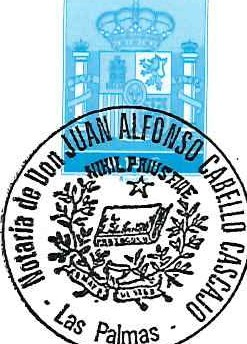 Notaría de Don JUAN ALFONSO CABELLO CASCAJO
NIHIL PRIUS FIDE
- Las Palmas -